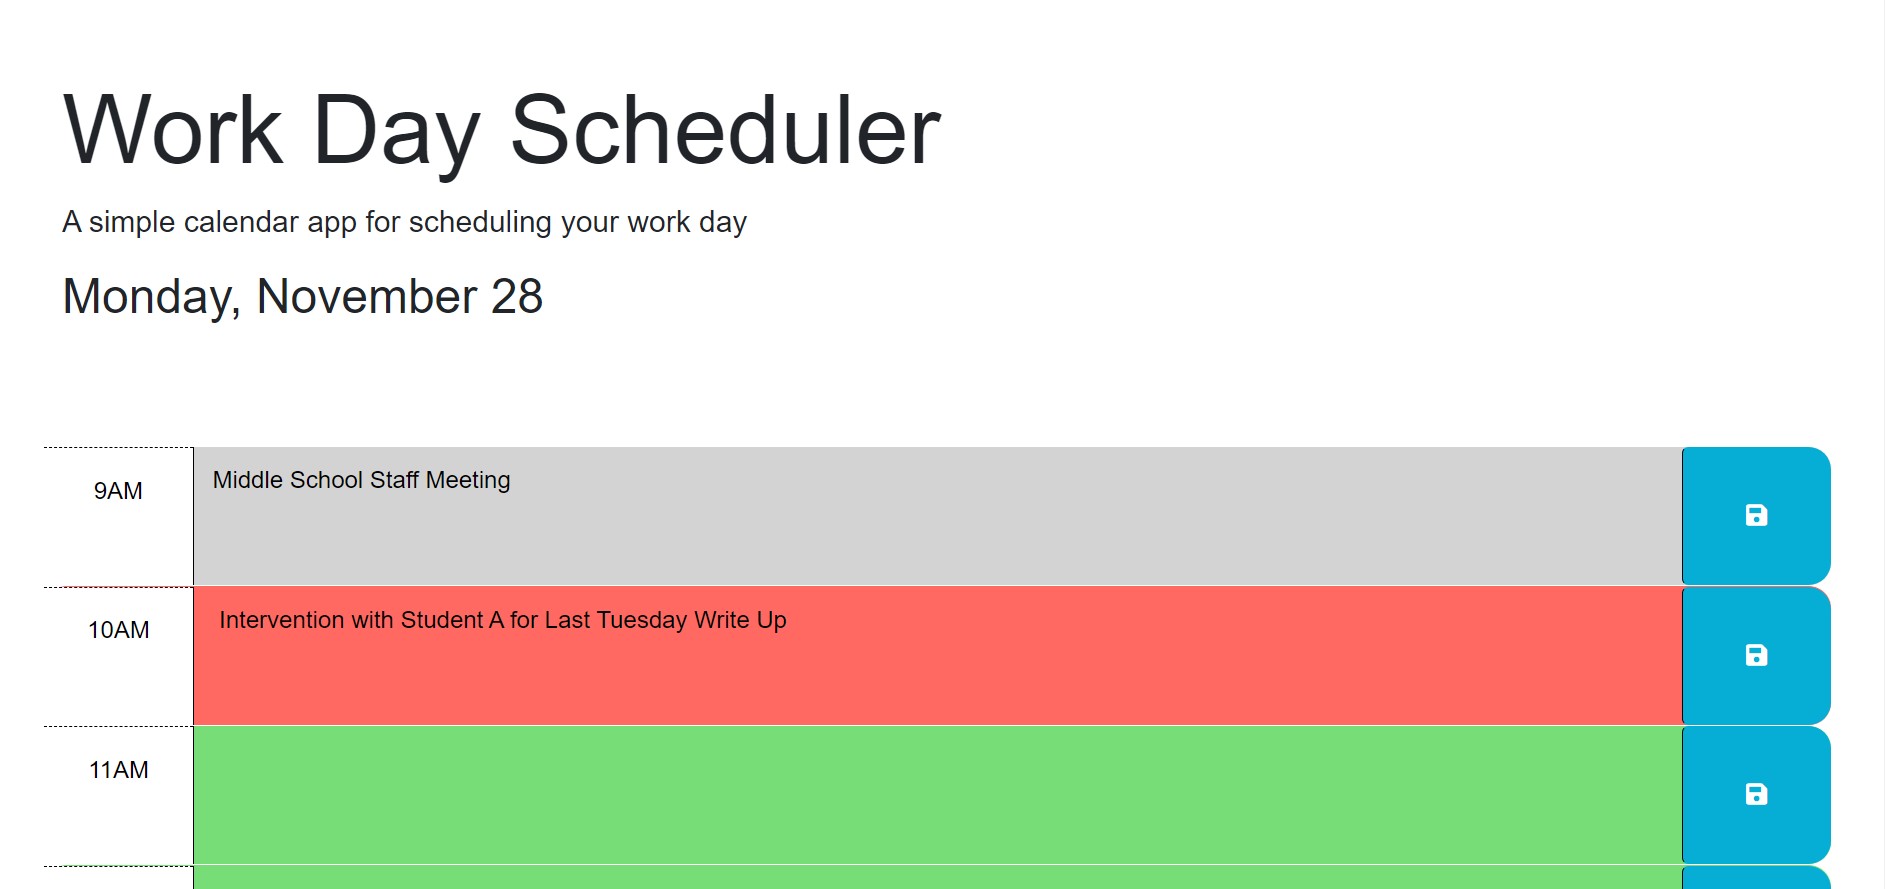 Work Day Scheduler
A simple calendar app for scheduling your work day
Monday, November 28
9AM
Middle School Staff Meeting
10AM
Intervention with Student A for Last Tuesday Write Up
11AM